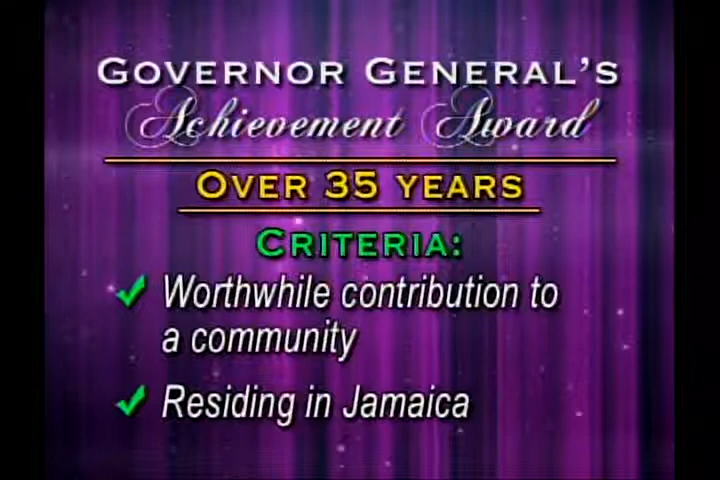 GOVERNOR GENERAL'S
Achievement Award
OVER 35 YEARS
CRITERIA:
✓ Worthwhile contribution to
a community
✓ Residing in Jamaica